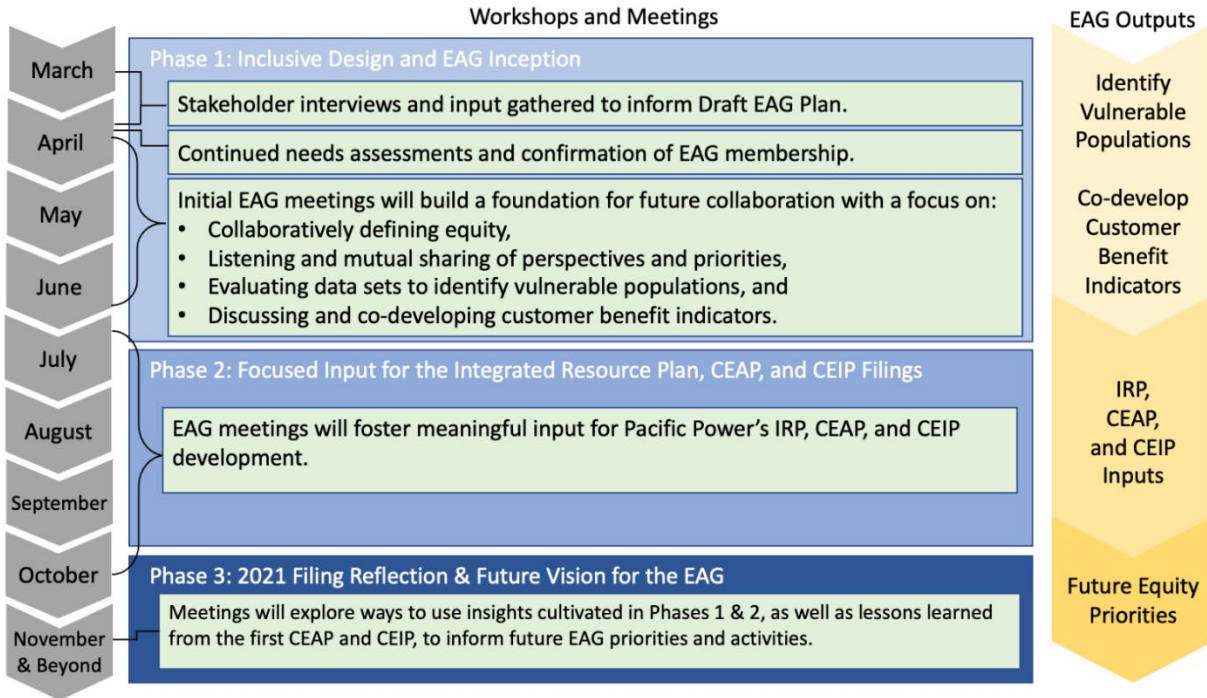 Workshops and Meetings
EAG Outputs
March
April
May
June
July
August
September
October
November
& Beyond
Phase 1: Inclusive Design and EAG Inception
Stakeholder interviews and input gathered to inform Draft EAG Plan.
Continued needs assessments and confirmation of EAG membership.
Initial EAG meetings will build a foundation for future collaboration with a focus on:
• Collaboratively defining equity,
• Listening and mutual sharing of perspectives and priorities,
• Evaluating data sets to identify vulnerable populations, and
• Discussing and co-developing customer benefit indicators.
Phase 2: Focused Input for the Integrated Resource Plan, CEAP, and CEIP Filings
EAG meetings will foster meaningful input for Pacific Power's IRP, CEAP, and CEIP
development.
Phase 3: 2021 Filing Reflection & Future Vision for the EAG
Meetings will explore ways to use insights cultivated in Phases 1 & 2, as well as lessons learned
from the first CEAP and CEIP, to inform future EAG priorities and activities.
Identify
Vulnerable
Populations
Co-develop
Customer
Benefit
Indicators
IRP,
CEAP,
and CEIP
Inputs
Future Equity
Priorities